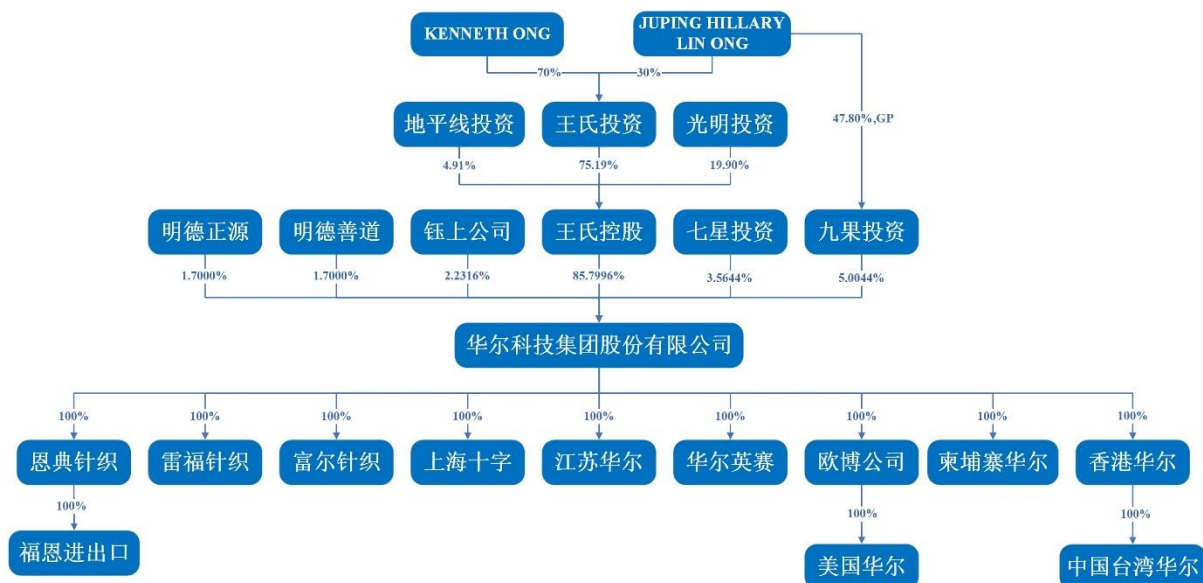 KENNETH ONG
JUPING HILLARY
LIN ONG
70%
30%
地平线投资
王氏投资
光明投资
47.80%,GP
4.91%
75.19%
19.90%
明德正源
明德善道
钰上公司
王氏控股
七星投资
九果投资
1.7000%
1.7000%
2.2316%
85.7996%
3.5644%
5.0044%
华尔科技集团股份有限公司
100%
100%
100%
100%
100%
100%
100%
100%
100%
恩典针织
雷福针织
富尔针织
上海十字
江苏华尔
华尔英赛
欧博公司
柬埔寨华尔
香港华尔
100%
100%
100%
福恩进出口
美国华尔
中国台湾华尔